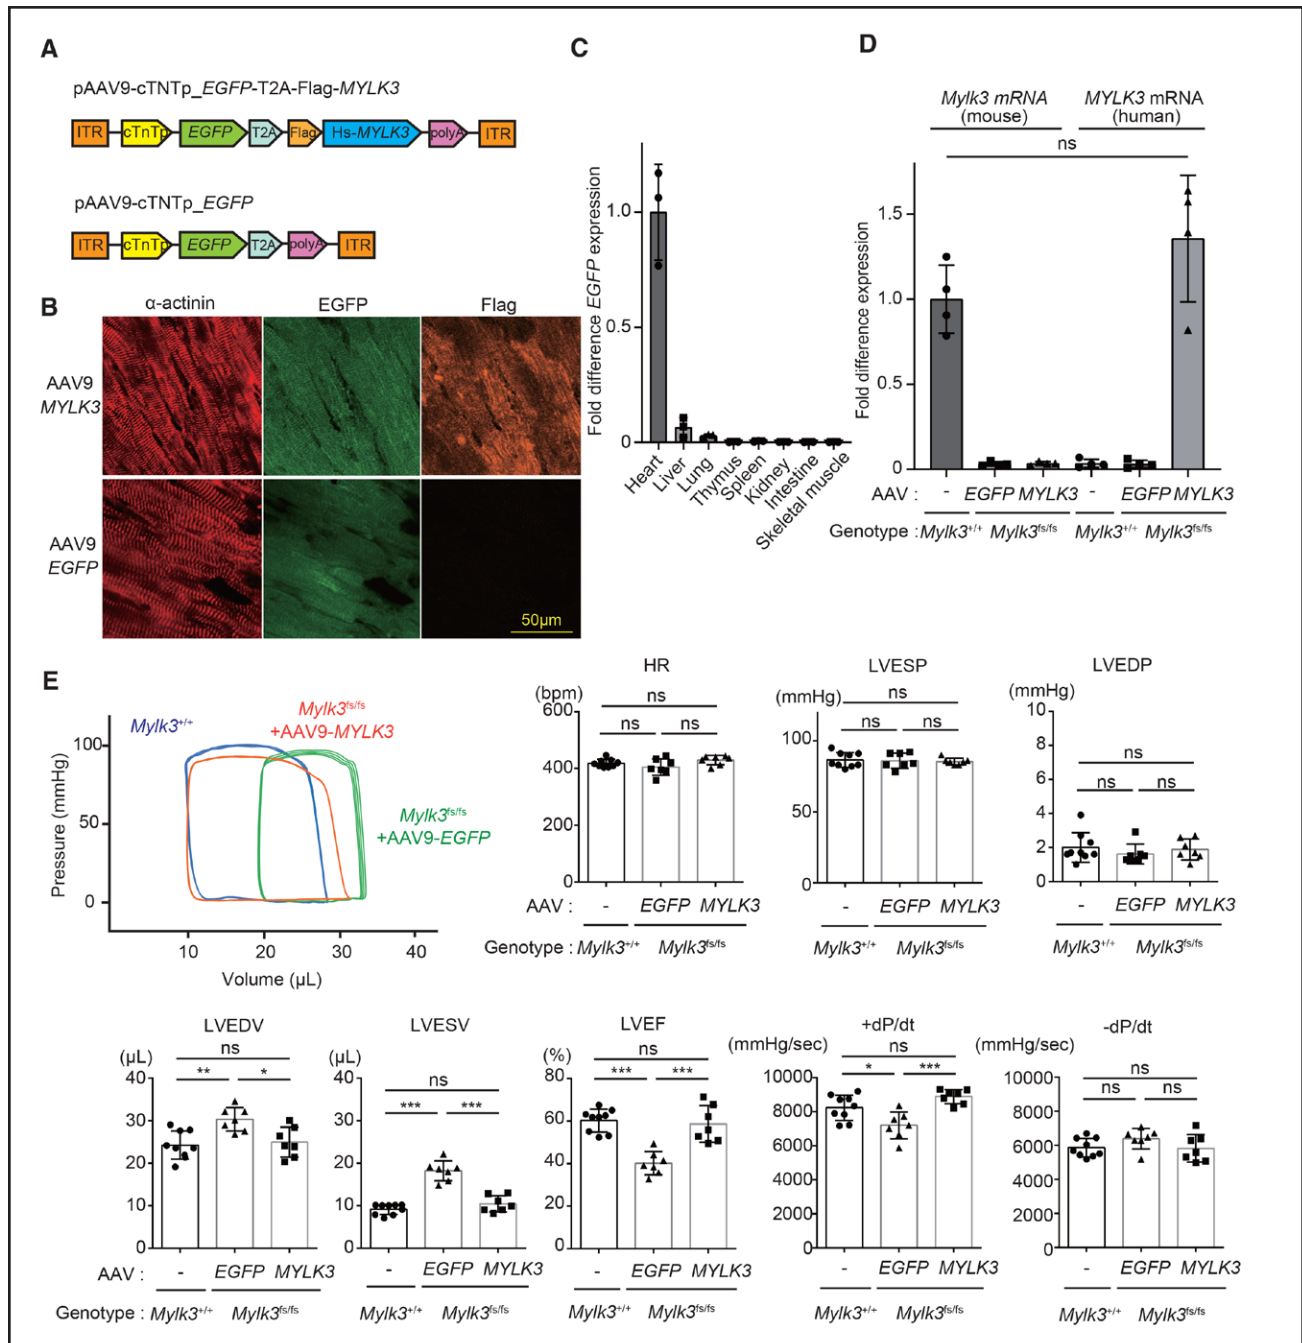 A
pAAV9-cTNTp_EGFP-T2A-Flag-MYLK3
ITR cTnTp EGFP T2A Flag Hs-MYLK3 polyA ITR
pAAV9-cTNTp_EGFP
ITR cTnTp EGFP T2A polyA ITR
B
α-actinin EGFP Flag
AAV9
MYLK3
AAV9
EGFP
50µm
C
Fold difference EGFP expression
1.0
0.5
0
Heart
Liver
Lung
Thymus
Spleen
Kidney
Intestine
Skeletal muscle
D
Mylk3 mRNA
(mouse)
MYLK3 mRNA
(human)
ns
Fold difference expression
1.5
1.0
0.5
0
AAV : - EGFP MYLK3 - EGFP MYLK3
Genotype : Mylk3+/+ Mylk3fs/fs Mylk3+/+ Mylk3fs/fs
E
Mylk3+/+
Mylk3fs/fs
+AAV9-MYLK3
Mylk3fs/fs
+AAV9-EGFP
Pressure (mmHg)
100
50
0
10 20 30 40
Volume (µL)
HR
(bpm)
ns
ns ns
600
400
200
0
AAV : - EGFP MYLK3
Genotype : Mylk3+/+ Mylk3fs/fs
LVESP
(mmHg)
ns
ns ns
100
50
0
- EGFP MYLK3
Mylk3+/+ Mylk3fs/fs
LVEDP
(mmHg)
10
8
6
4
2
0
ns
ns ns
- EGFP MYLK3
Mylk3+/+ Mylk3fs/fs
LVEDV
(µL)
ns
** *
40
30
20
10
0
AAV : - EGFP MYLK3
Genotype : Mylk3+/+ Mylk3fs/fs
LVESV
(µL)
ns
*** ***
40
30
20
10
0
- EGFP MYLK3
Mylk3+/+ Mylk3fs/fs
LVEF
(%)
ns
*** ***
80
60
40
20
0
- EGFP MYLK3
Mylk3+/+ Mylk3fs/fs
+dP/dt
(mmHg/sec)
ns
* ***
10000
8000
6000
4000
2000
0
- EGFP MYLK3
Mylk3+/+ Mylk3fs/fs
-dP/dt
(mmHg/sec)
ns
ns ns
10000
8000
6000
4000
2000
0
- EGFP MYLK3
Mylk3+/+ Mylk3fs/fs